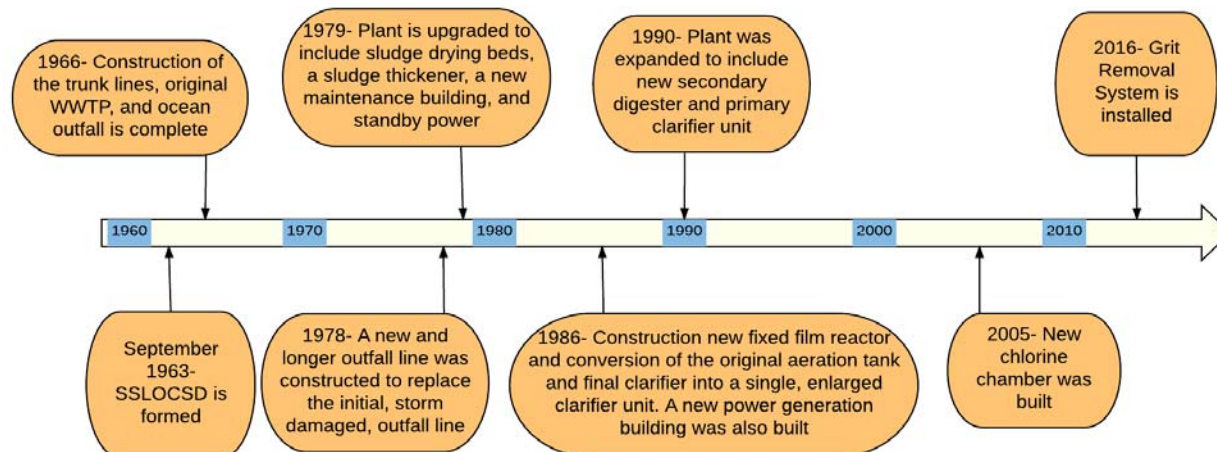 1966- Construction
of the trunk lines, original
WWTP, and ocean
outfall is complete
1979- Plant is upgraded to
include sludge drying beds,
a sludge thickener, a new
maintenance building, and
standby power
1990- Plant was
expanded to include
new secondary
digester and primary
clarifier unit
2016- Grit
Removal
System is
installed
1960
1970
1980
1990
2000
2010
September
1963-
SSLOCSD is
formed
1978- A new and
longer outfall line was
constructed to replace
the initial, storm
damaged, outfall line
1986- Construction new fixed film reactor
and conversion of the original aeration tank
and final clarifier into a single, enlarged
clarifier unit. A new power generation
building was also built
2005- New
chlorine
chamber was
built